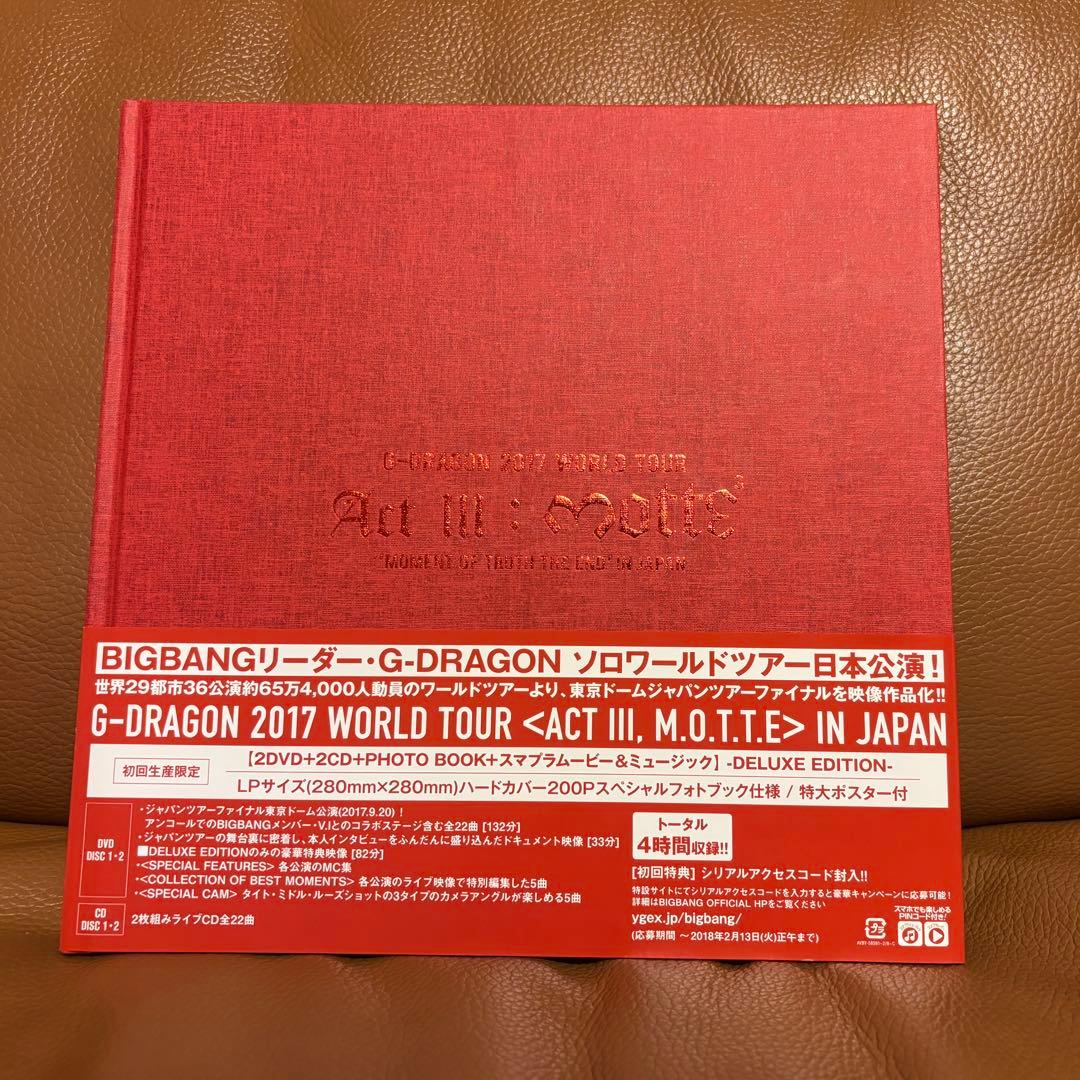 G-DRAGON 2017 WORLD TOUR
Act III : Motte
"MOMENT OF TRUTH THE END" IN JAPAN
BIGBANGリーダー・G-DRAGON ソロワールドツアー日本公演！
世界29都市36公演約65万4,000人動員のワールドツアーより、東京ドームジャパンツアーファイナルを映像作品化!!
G-DRAGON 2017 WORLD TOUR <ACT III, M.O.T.T.E> IN JAPAN
初回生産限定
【2DVD+2CD+PHOTO BOOK+スマプラムービー&ミュージック】-DELUXE EDITION-
LPサイズ(280mm×280mm)ハードカバー200Pスペシャルフォトブック仕様 / 特大ポスター付
DVD
DISC 1・2
・ジャパンツアーファイナル東京ドーム公演(2017.9.20)！
アンコールでのBIGBANGメンバー・V.Iとのコラボステージ含む全22曲 [132分]
・ジャパンツアーの舞台裏に密着し、本人インタビューをふんだんに盛り込んだドキュメント映像 [33分]
■DELUXE EDITIONのみの豪華特典映像 [82分]
・<SPECIAL FEATURES> 各公演のMC集
・<COLLECTION OF BEST MOMENTS> 各公演のライブ映像で特別編集した5曲
・<SPECIAL CAM> タイト・ミドル・ルーズショットの3タイプのカメラアングルが楽しめる5曲
CD
DISC 1・2
2枚組みライブCD全22曲
トータル
4時間収録!!
[初回特典] シリアルアクセスコード封入!!
特設サイトにてシリアルアクセスコードを入力すると豪華キャンペーンに応募可能！
詳細はBIGBANG OFFICIAL HPをご覧ください
ygex.jp/bigbang/
(応募期間 〜2018年2月13日(火)正午まで)
スマホでも楽しめる
PINコード付き!